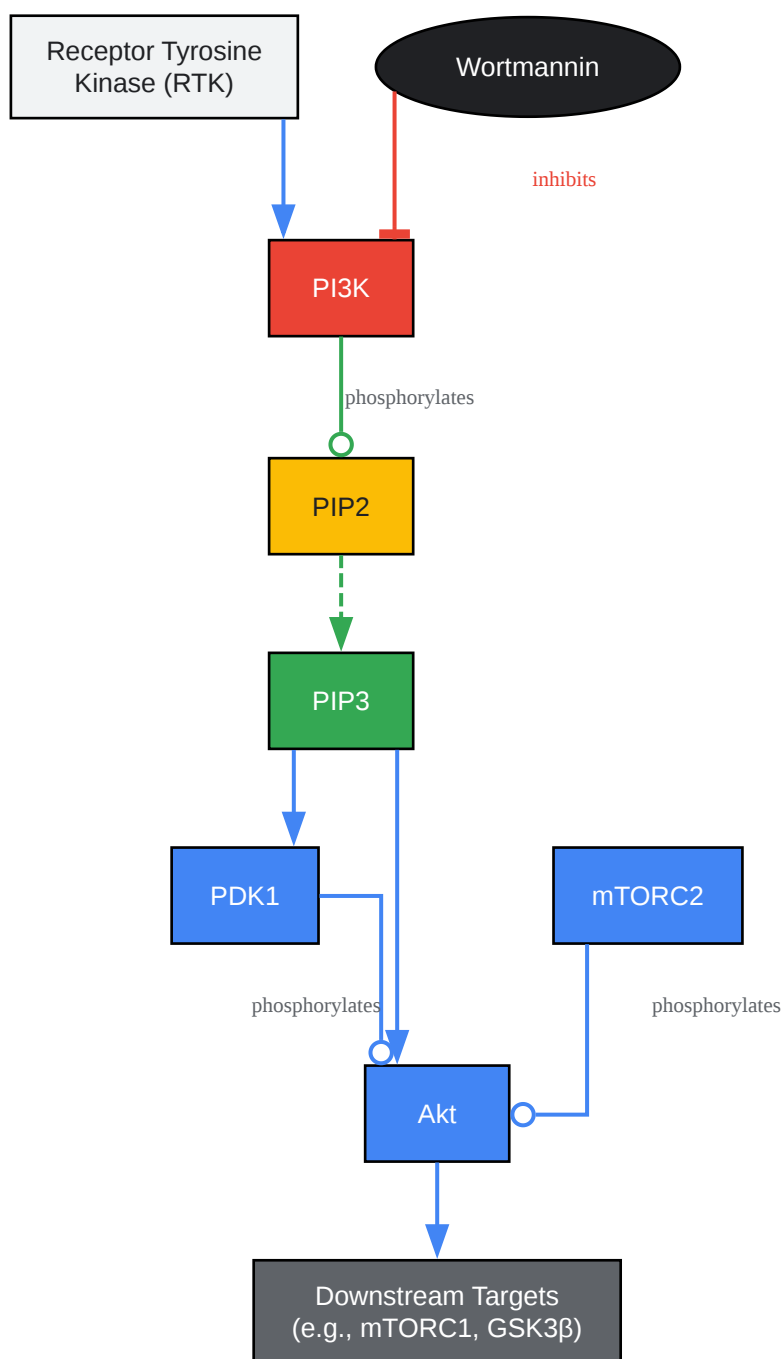 Receptor Tyrosine
Kinase (RTK)
Wortmannin
inhibits
PI3K
phosphorylates
PIP2
PIP3
PDK1
mTORC2
phosphorylates
phosphorylates
Akt
Downstream Targets
(e.g., mTORC1, GSK3β)